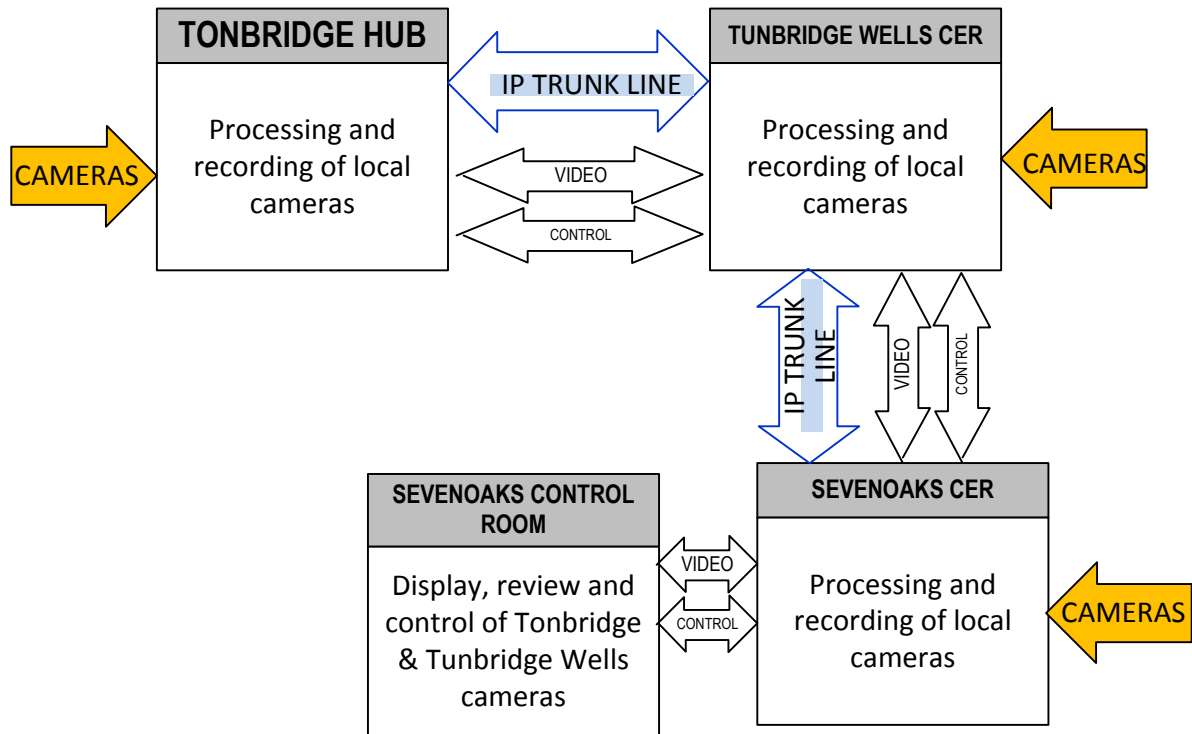 TONBRIDGE HUB
Processing and
recording of local
cameras
CAMERAS
IP TRUNK LINE
VIDEO
CONTROL
TUNBRIDGE WELLS CER
Processing and
recording of local
cameras
CAMERAS
IP TRUNK
LINE
VIDEO
CONTROL
SEVENOAKS CONTROL
ROOM
Display, review and
control of Tonbridge
& Tunbridge Wells
cameras
VIDEO
CONTROL
SEVENOAKS CER
Processing and
recording of local
cameras
CAMERAS